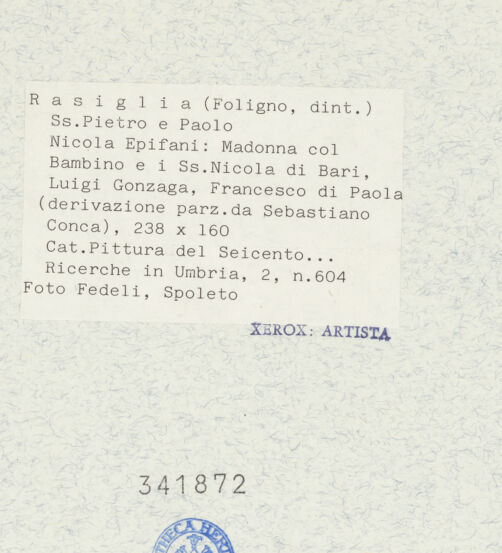 R a s i g l i a (Foligno, dint.)
Ss.Pietro e Paolo
Nicola Epifani: Madonna col
Bambino e i Ss.Nicola di Bari,
Luigi Gonzaga, Francesco di Paola
(derivazione parz.da Sebastiano
Conca), 238 x 160
Cat.Pittura del Seicento...
Ricerche in Umbria, 2, n.604
Foto Fedeli, Spoleto
XEROX: ARTISTA
341872